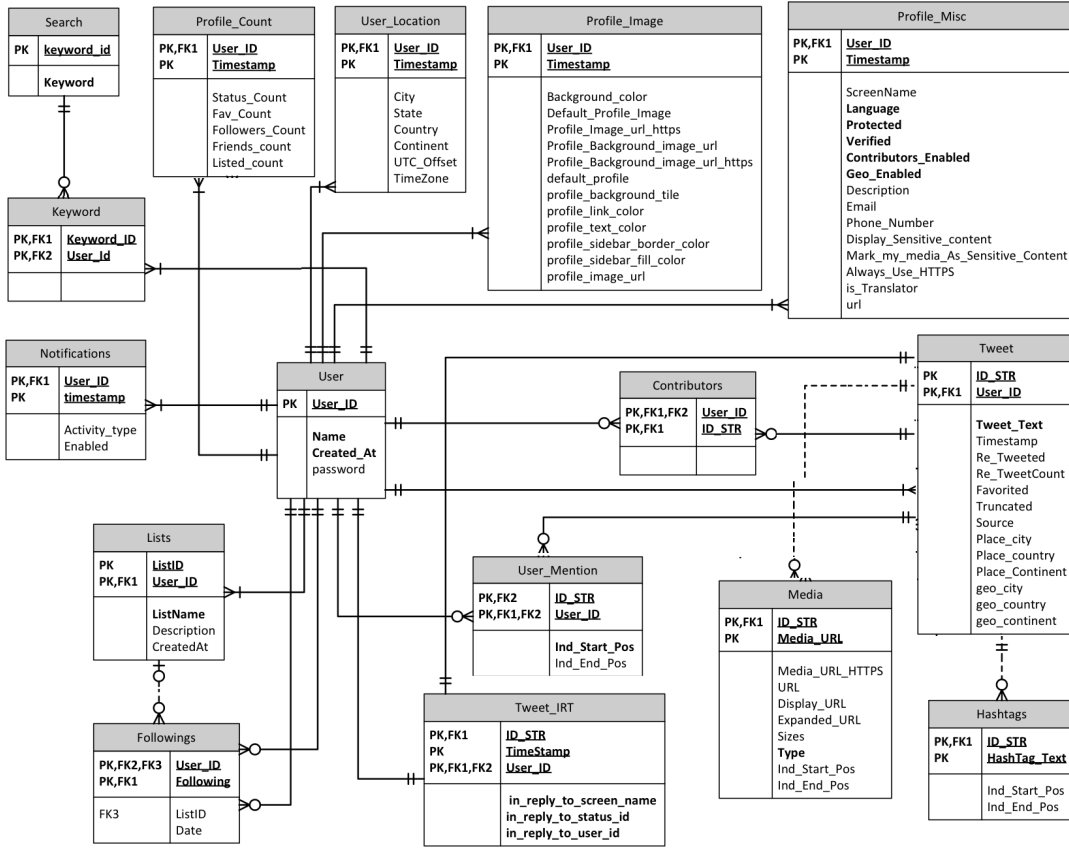 Search
PK keyword_id
Keyword
Profile_Count
PK,FK1 User_ID
PK Timestamp
Status_Count
Fav_Count
Followers_Count
Friends_count
Listed_count
User_Location
PK,FK1 User_ID
PK Timestamp
City
State
Country
Continent
UTC_Offset
TimeZone
Profile_Image
PK,FK1 User_ID
PK Timestamp
Background_color
Default_Profile_Image
Profile_Image_url_https
Profile_Background_image_url
Profile_Background_image_url_https
default_profile
profile_background_tile
profile_link_color
profile_text_color
profile_sidebar_border_color
profile_sidebar_fill_color
profile_image_url
Profile_Misc
PK,FK1 User_ID
PK Timestamp
ScreenName
Language
Protected
Verified
Contributors_Enabled
Geo_Enabled
Description
Email
Phone_Number
Display_Sensitive_content
Mark_my_media_As_Sensitive_Content
Always_Use_HTTPS
is_Translator
url
Keyword
PK,FK1 Keyword_ID
PK,FK2 User_Id
Notifications
PK,FK1 User_ID
PK timestamp
Activity_type
Enabled
User
PK User_ID
Name
Created_At
password
Contributors
PK,FK1,FK2 User_ID
PK,FK1 ID_STR
Tweet
PK ID_STR
PK,FK1 User_ID
Tweet_Text
Timestamp
Re_Tweeted
Re_TweetCount
Favorited
Truncated
Source
Place_city
Place_country
Place_Continent
geo_city
geo_country
geo_continent
Lists
PK ListID
PK,FK1 User_ID
ListName
Description
CreatedAt
User_Mention
PK,FK2 ID_STR
PK,FK1,FK2 User_ID
Ind_Start_Pos
Ind_End_Pos
Media
PK,FK1 ID_STR
PK Media_URL
Media_URL_HTTPS
URL
Display_URL
Expanded_URL
Sizes
Type
Ind_Start_Pos
Ind_End_Pos
Followings
PK,FK2,FK3 User_ID
PK,FK1 Following
FK3 ListID
Date
Tweet_IRT
PK,FK1 ID_STR
PK TimeStamp
PK,FK1,FK2 User_ID
in_reply_to_screen_name
in_reply_to_status_id
in_reply_to_user_id
Hashtags
PK,FK1 ID_STR
PK HashTag_Text
Ind_Start_Pos
Ind_End_Pos